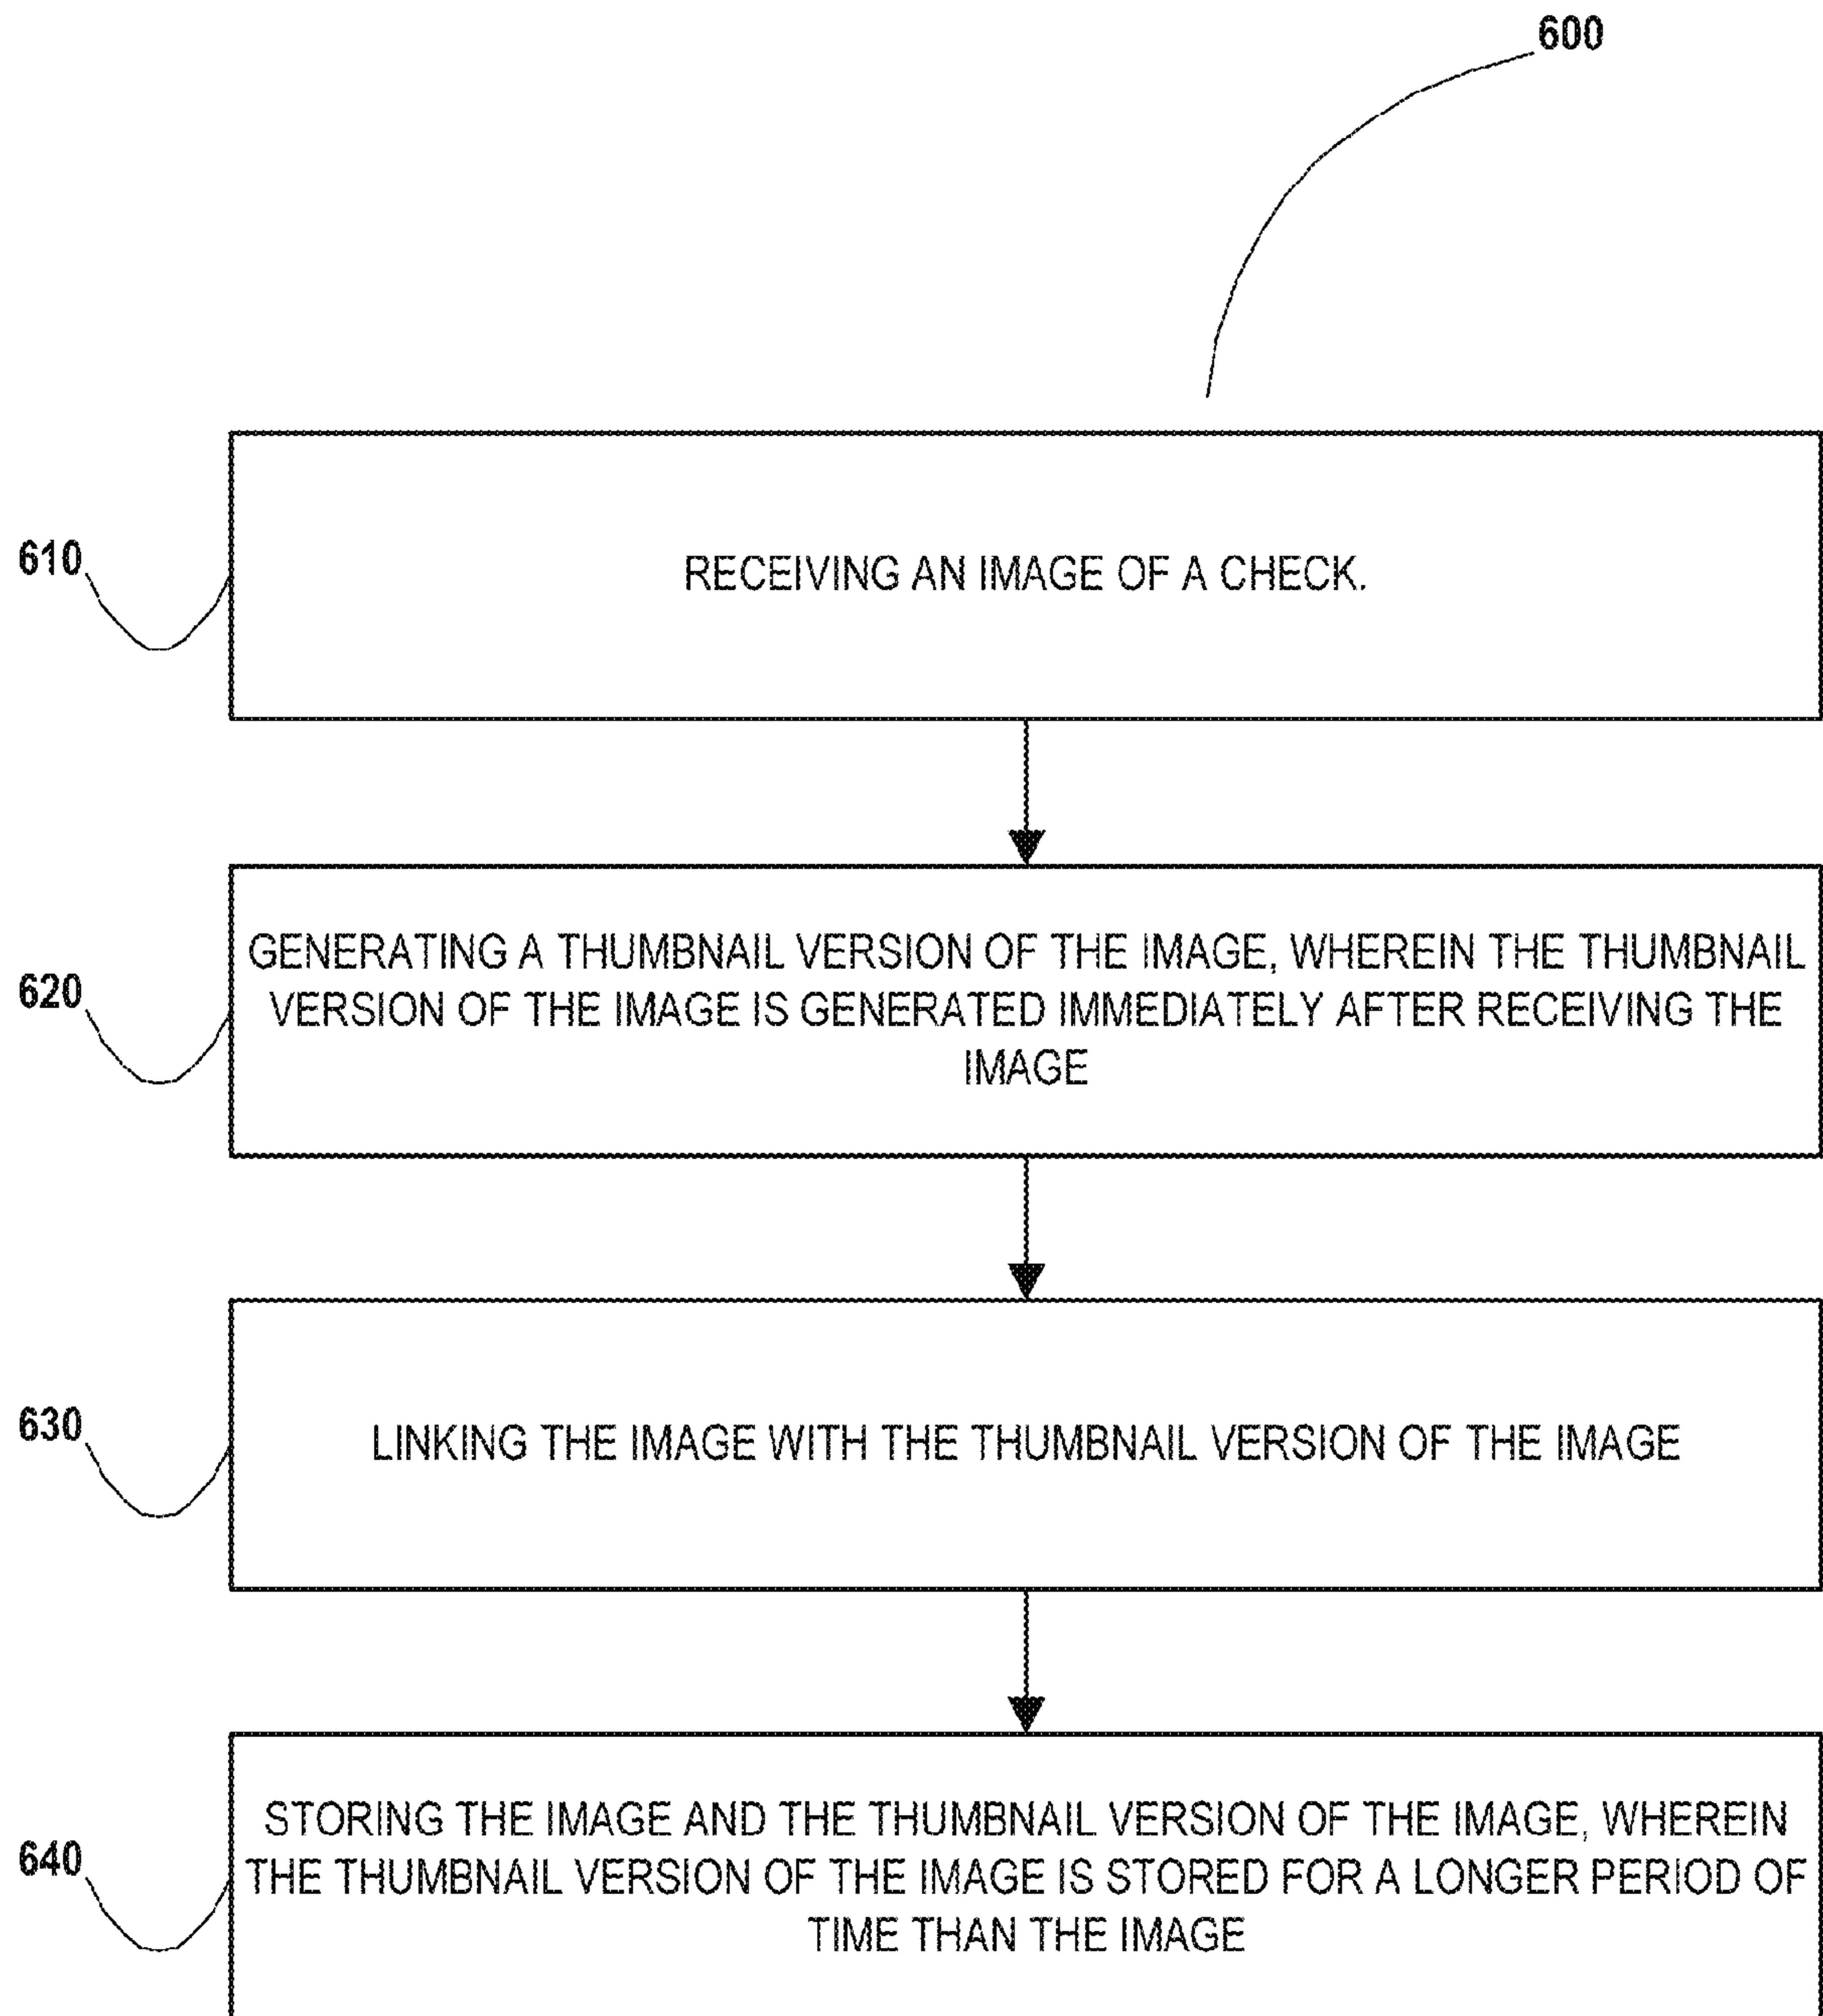 600
610
RECEIVING AN IMAGE OF A CHECK.
620
GENERATING A THUMBNAIL VERSION OF THE IMAGE, WHEREIN THE THUMBNAIL
VERSION OF THE IMAGE IS GENERATED IMMEDIATELY AFTER RECEIVING THE
IMAGE
630
LINKING THE IMAGE WITH THE THUMBNAIL VERSION OF THE IMAGE
640
STORING THE IMAGE AND THE THUMBNAIL VERSION OF THE IMAGE, WHEREIN
THE THUMBNAIL VERSION OF THE IMAGE IS STORED FOR A LONGER PERIOD OF
TIME THAN THE IMAGE